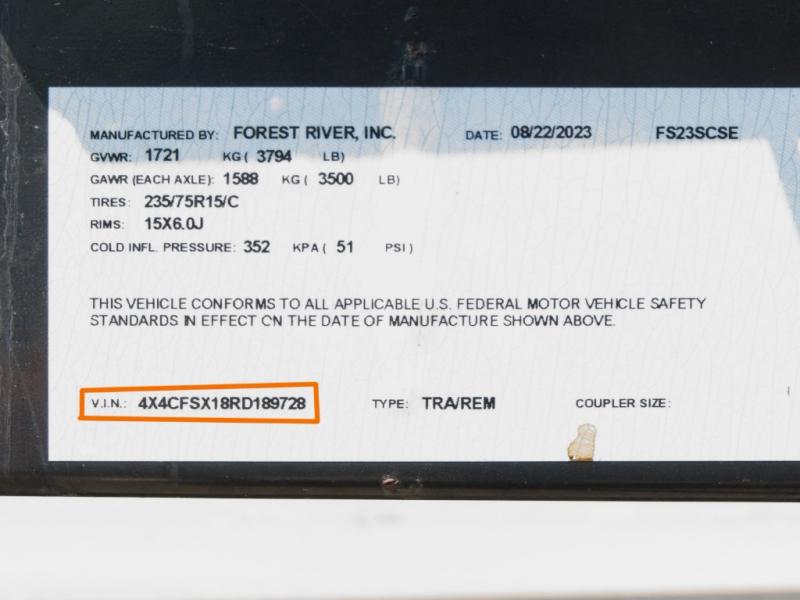 MANUFACTURED BY: FOREST RIVER, INC. DATE: 08/22/2023 FS23SCSE
GVWR: 1721 KG ( 3794 LB)
GAWR (EACH AXLE): 1588 KG ( 3500 LB)
TIRES: 235/75R15/C
RIMS: 15X6.0J
COLD INFL. PRESSURE: 352 KPA ( 51 PSI )
THIS VEHICLE CONFORMS TO ALL APPLICABLE U.S. FEDERAL MOTOR VEHICLE SAFETY
STANDARDS IN EFFECT ON THE DATE OF MANUFACTURE SHOWN ABOVE.
V.I.N.: 4X4CFSX18RD189728 TYPE: TRA/REM COUPLER SIZE: